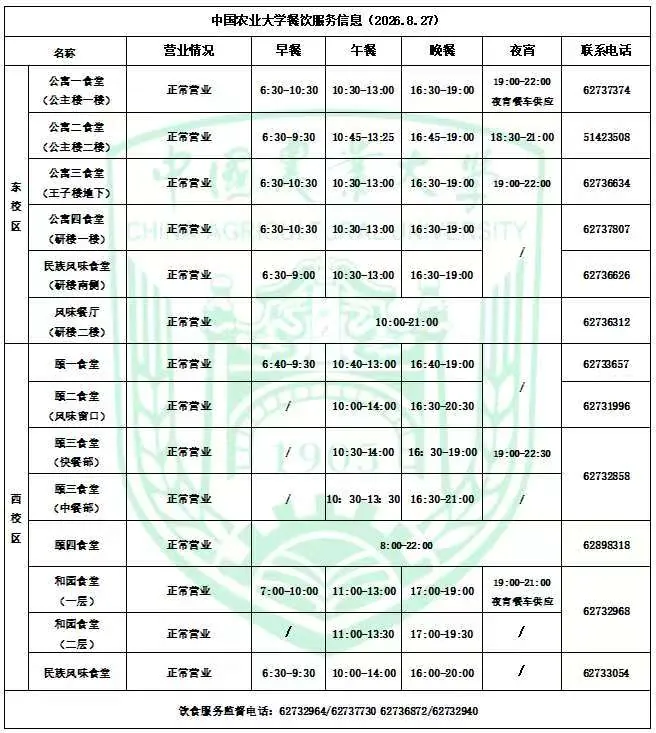 中国农业大学餐饮服务信息（2026.8.27）
名称 营业情况 早餐 午餐 晚餐 夜宵 联系电话
东校区
公寓一食堂
（公主楼一楼） 正常营业 6:30-10:30 10:30-13:00 16:30-19:00 19:00-22:00
夜宵餐车供应 62737374
公寓二食堂
（公主楼二楼） 正常营业 6:30-9:30 10:45-13:25 16:45-19:00 18:30-21:00 51423508
公寓三食堂
（王子楼地下） 正常营业 6:30-10:30 10:30-13:00 16:30-19:00 19:00-22:00 62736634
公寓四食堂
（研楼一楼） 正常营业 6:30-10:30 10:30-13:00 16:30-19:00 / 62737807
民族风味食堂
（研楼南侧） 正常营业 6:30-9:00 10:30-13:00 16:30-19:00 62736626
风味餐厅
（研楼二楼） 正常营业 10:00-21:00 62736312
西校区
颐一食堂 正常营业 6:40-9:30 10:40-13:00 16:40-19:00 / 62733657
颐二食堂
（风味窗口） 正常营业 / 10:00-14:00 16:30-20:30 62731996
颐三食堂
（快餐部） 正常营业 / 10:30-14:00 16：30-19:00 19:00-22:30 62732858
颐三食堂
（中餐部） 正常营业 / 10：30-13：30 16:30-21:00 /
颐四食堂 正常营业 8:00-22:00 62898318
和园食堂
（一层） 正常营业 7:00-10:00 11:00-13:00 17:00-19:00 19:00-21:00
夜宵餐车供应 62732968
和园食堂
（二层） 正常营业 / 11:00-13:30 17:00-19:30 /
民族风味食堂 正常营业 6:30-9:30 10:00-14:00 16:00-20:00 / 62733054
饮食服务监督电话：62732964/62737730 62736872/62732940
中国农业大学
CHINA AGRICULTURAL UNIVERSITY
1905